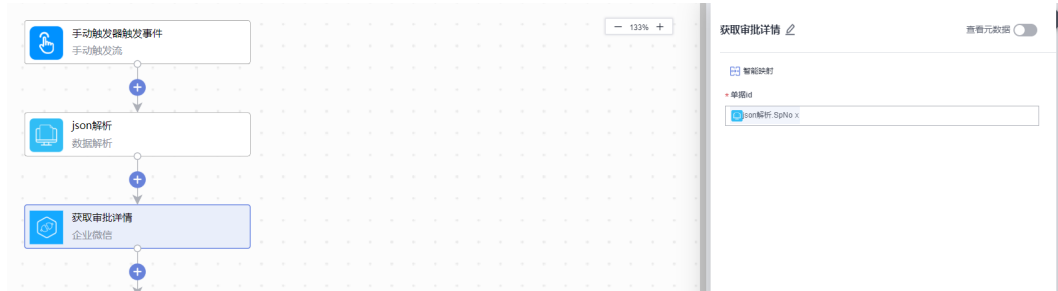 手动触发器触发事件
手动触发流
json解析
数据解析
获取审批详情
企业微信
− 133% +
获取审批详情
查看元数据
智能映射
* 单据id
json解析.SpNo x